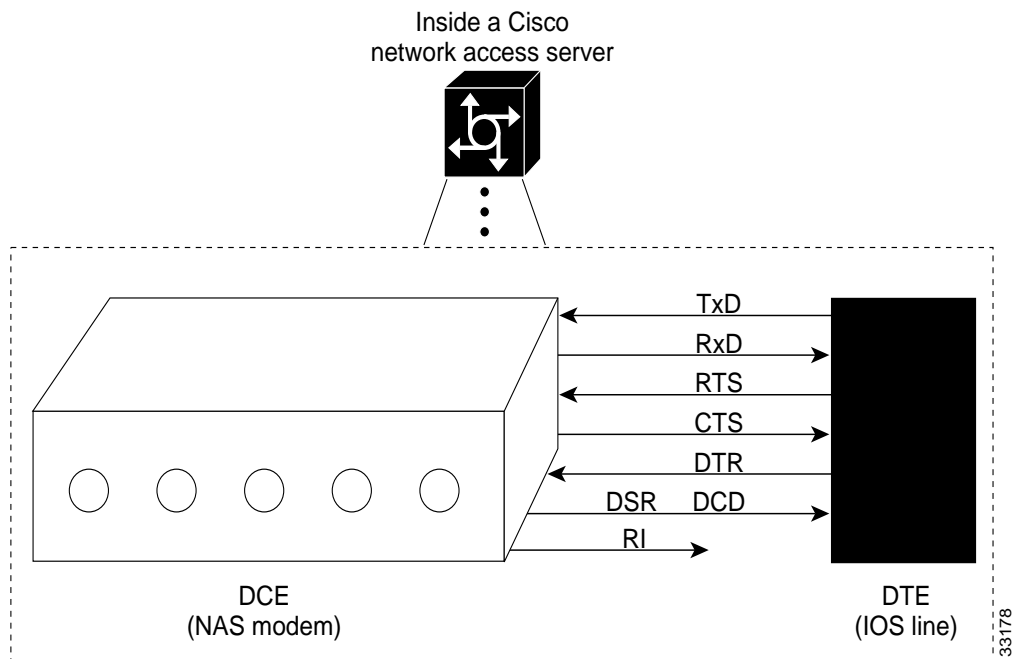 Inside a Cisco
network access server
TxD
RxD
RTS
CTS
DTR
DSR DCD
RI
DCE
(NAS modem)
DTE
(IOS line)
33178